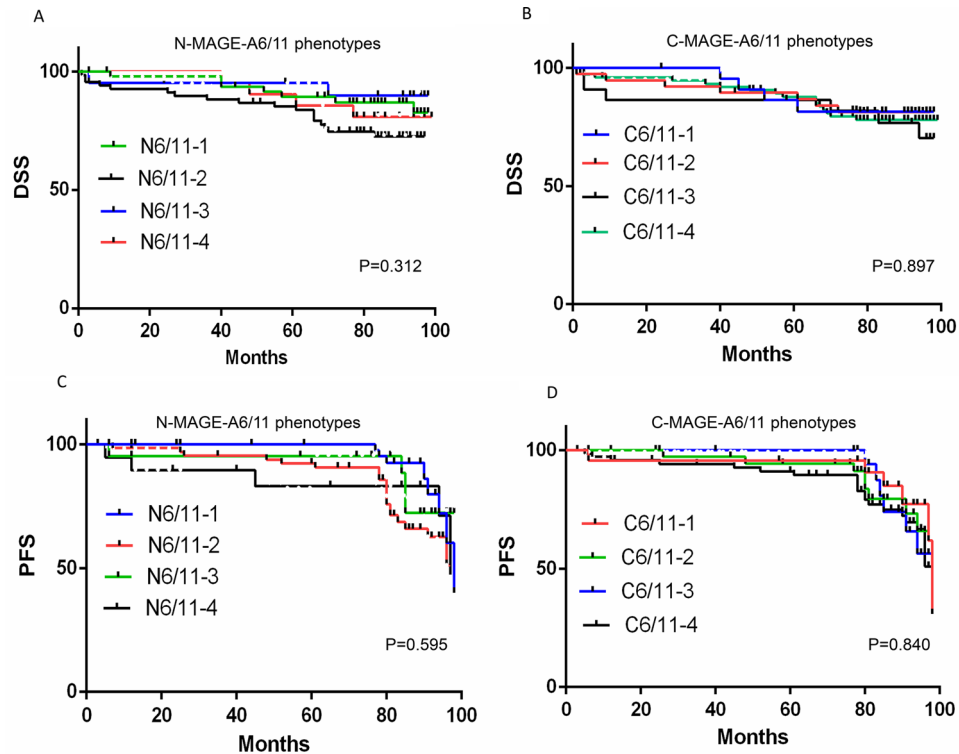 A
N-MAGE-A6/11 phenotypes
100
50
0
DSS
N6/11-1
N6/11-2
N6/11-3
N6/11-4
P=0.312
0 20 40 60 80 100
Months
B
C-MAGE-A6/11 phenotypes
100
50
0
DSS
C6/11-1
C6/11-2
C6/11-3
C6/11-4
P=0.897
0 20 40 60 80 100
Months
C
N-MAGE-A6/11 phenotypes
100
50
0
PFS
N6/11-1
N6/11-2
N6/11-3
N6/11-4
P=0.595
0 20 40 60 80 100
Months
D
C-MAGE-A6/11 phenotypes
100
50
0
PFS
C6/11-1
C6/11-2
C6/11-3
C6/11-4
P=0.840
0 20 40 60 80 100
Months